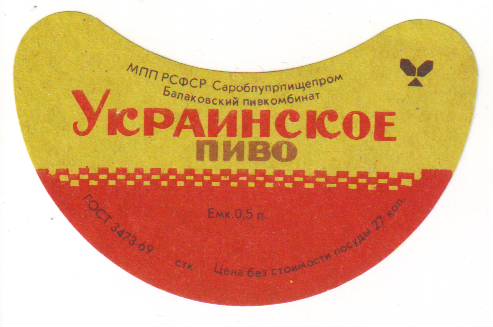 МПП РСФСР Сароблупрпищепром
Балаковский пивкомбинат
УКРАИНСКОЕ
ПИВО
Емк.0,5 л.
ГОСТ 3473-69 стк. Цена без стоимости посуды 27 коп.